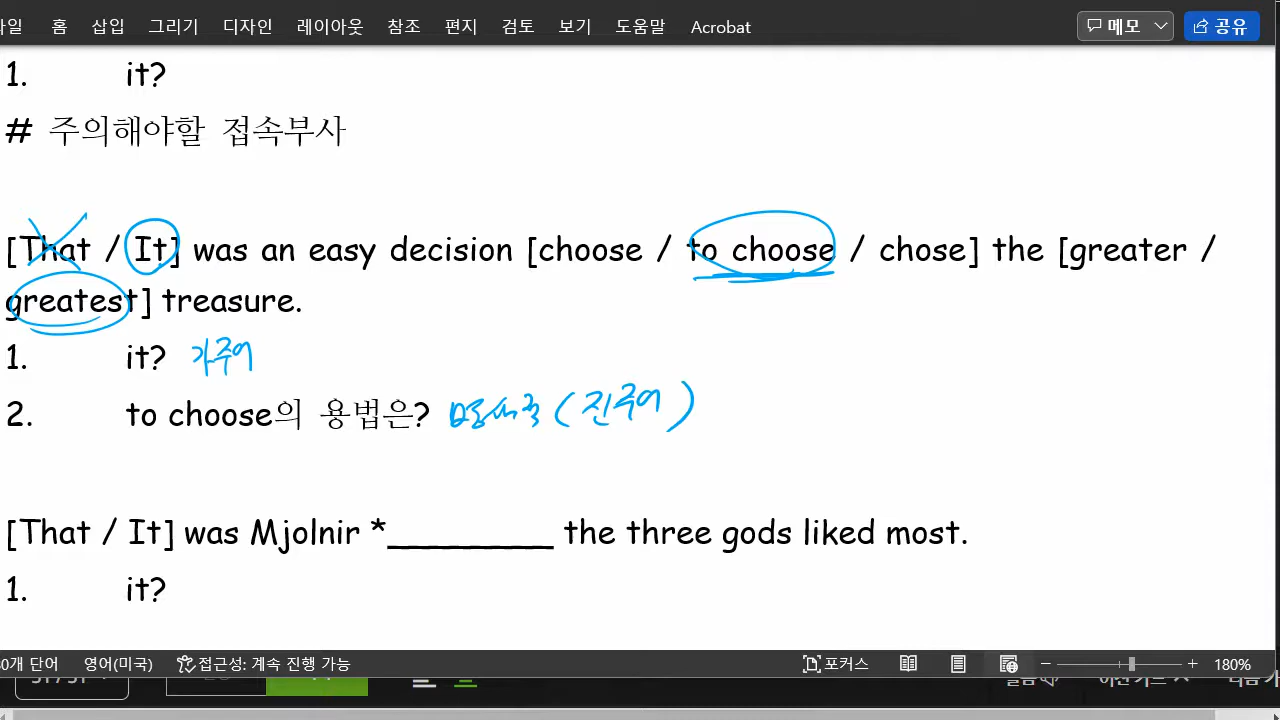 일 홈 삽입 그리기 디자인 레이아웃 참조 편지 검토 보기 도움말 Acrobat 메모 공유
1. it?
# 주의해야할 접속부사
[That / It] was an easy decision [choose / to choose / chose] the [greater /
greatest] treasure.
1. it? 가주어
2. to choose의 용법은? (진주어)
[That / It] was Mjolnir *________ the three gods liked most.
1. it?
0개 단어 영어(미국) 접근성: 계속 진행 가능 포커스 180%